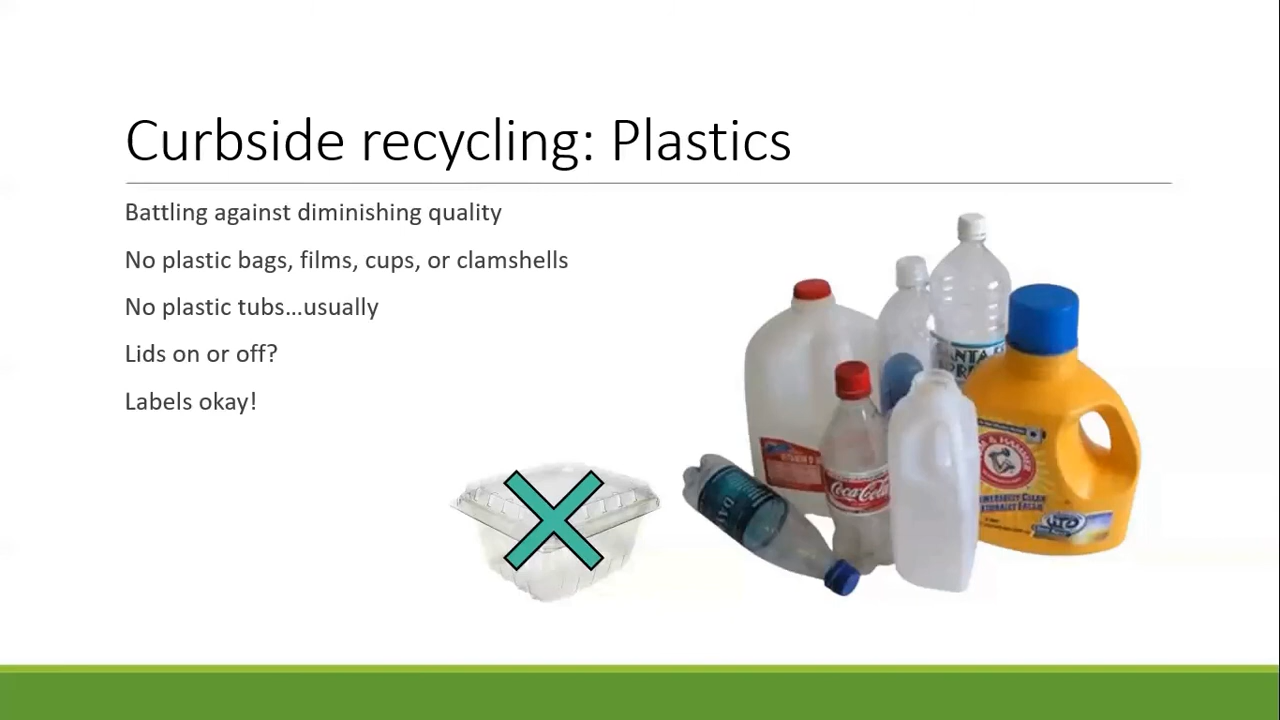 Curbside recycling: Plastics
Battling against diminishing quality
No plastic bags, films, cups, or clamshells
No plastic tubs…usually
Lids on or off?
Labels okay!
Coca-Cola